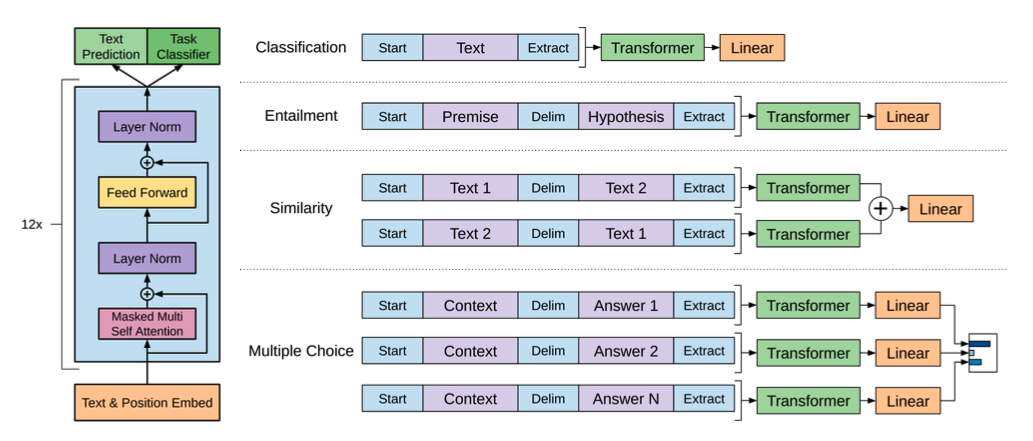 Text
Prediction
Task
Classifier
12x
Layer Norm
Feed Forward
Layer Norm
Masked Multi
Self Attention
Text & Position Embed
Classification
Start
Text
Extract
Transformer
Linear
Entailment
Start
Premise
Delim
Hypothesis
Extract
Transformer
Linear
Similarity
Start
Text 1
Delim
Text 2
Extract
Transformer
Start
Text 2
Delim
Text 1
Extract
Transformer
Linear
Multiple Choice
Start
Context
Delim
Answer 1
Extract
Transformer
Linear
Start
Context
Delim
Answer 2
Extract
Transformer
Linear
Start
Context
Delim
Answer N
Extract
Transformer
Linear